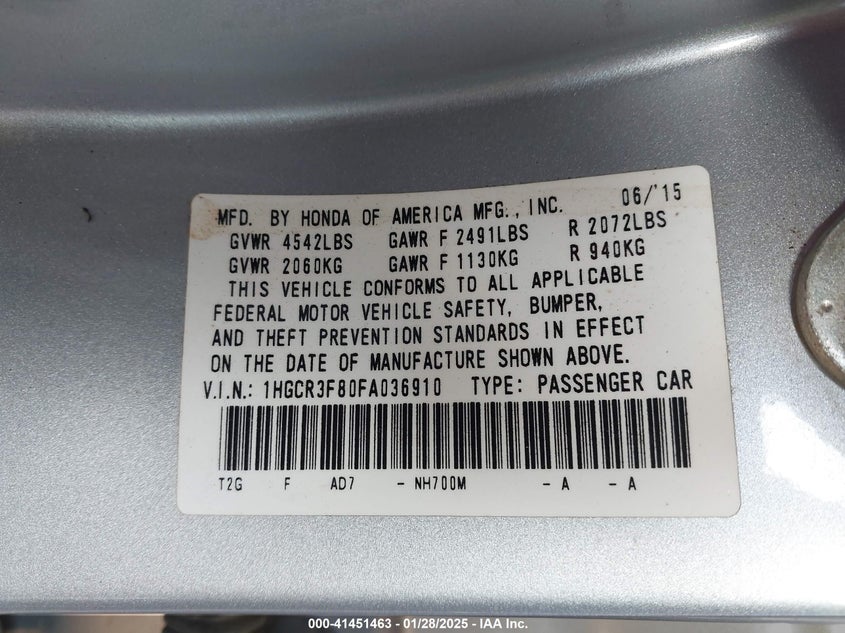 MFD. BY HONDA OF AMERICA MFG., INC. 06/'15
GVWR 4542LBS GAWR F 2491LBS R 2072LBS
GVWR 2060KG GAWR F 1130KG R 940KG
THIS VEHICLE CONFORMS TO ALL APPLICABLE
FEDERAL MOTOR VEHICLE SAFETY, BUMPER,
AND THEFT PREVENTION STANDARDS IN EFFECT
ON THE DATE OF MANUFACTURE SHOWN ABOVE.
V.I.N.: 1HGCR3F80FA036910 TYPE: PASSENGER CAR
T2G F AD7 - NH700M - A - A
000-41451463 - 01/28/2025 - IAA Inc.